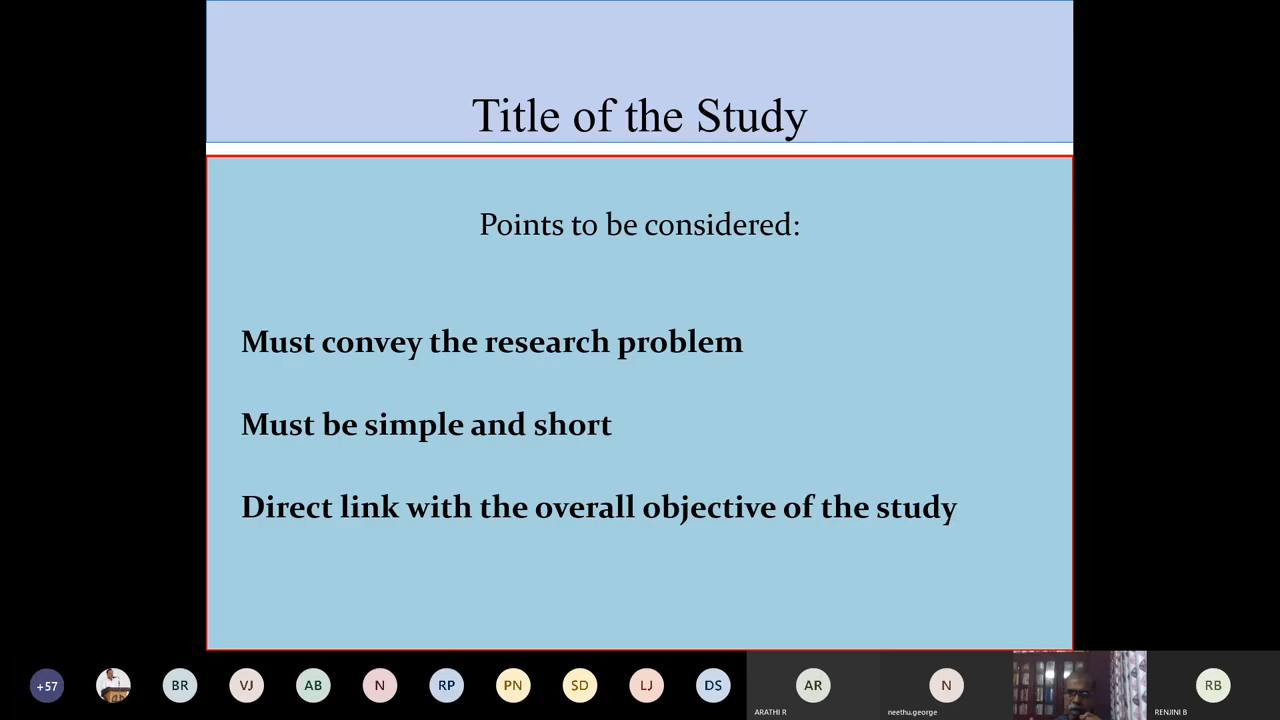 Title of the Study
Points to be considered:
Must convey the research problem
Must be simple and short
Direct link with the overall objective of the study
+57
BR
VJ
AB
N
RP
PN
SD
LJ
DS
AR
ARATHI R
N
neethu.george
RB
RENJINI B